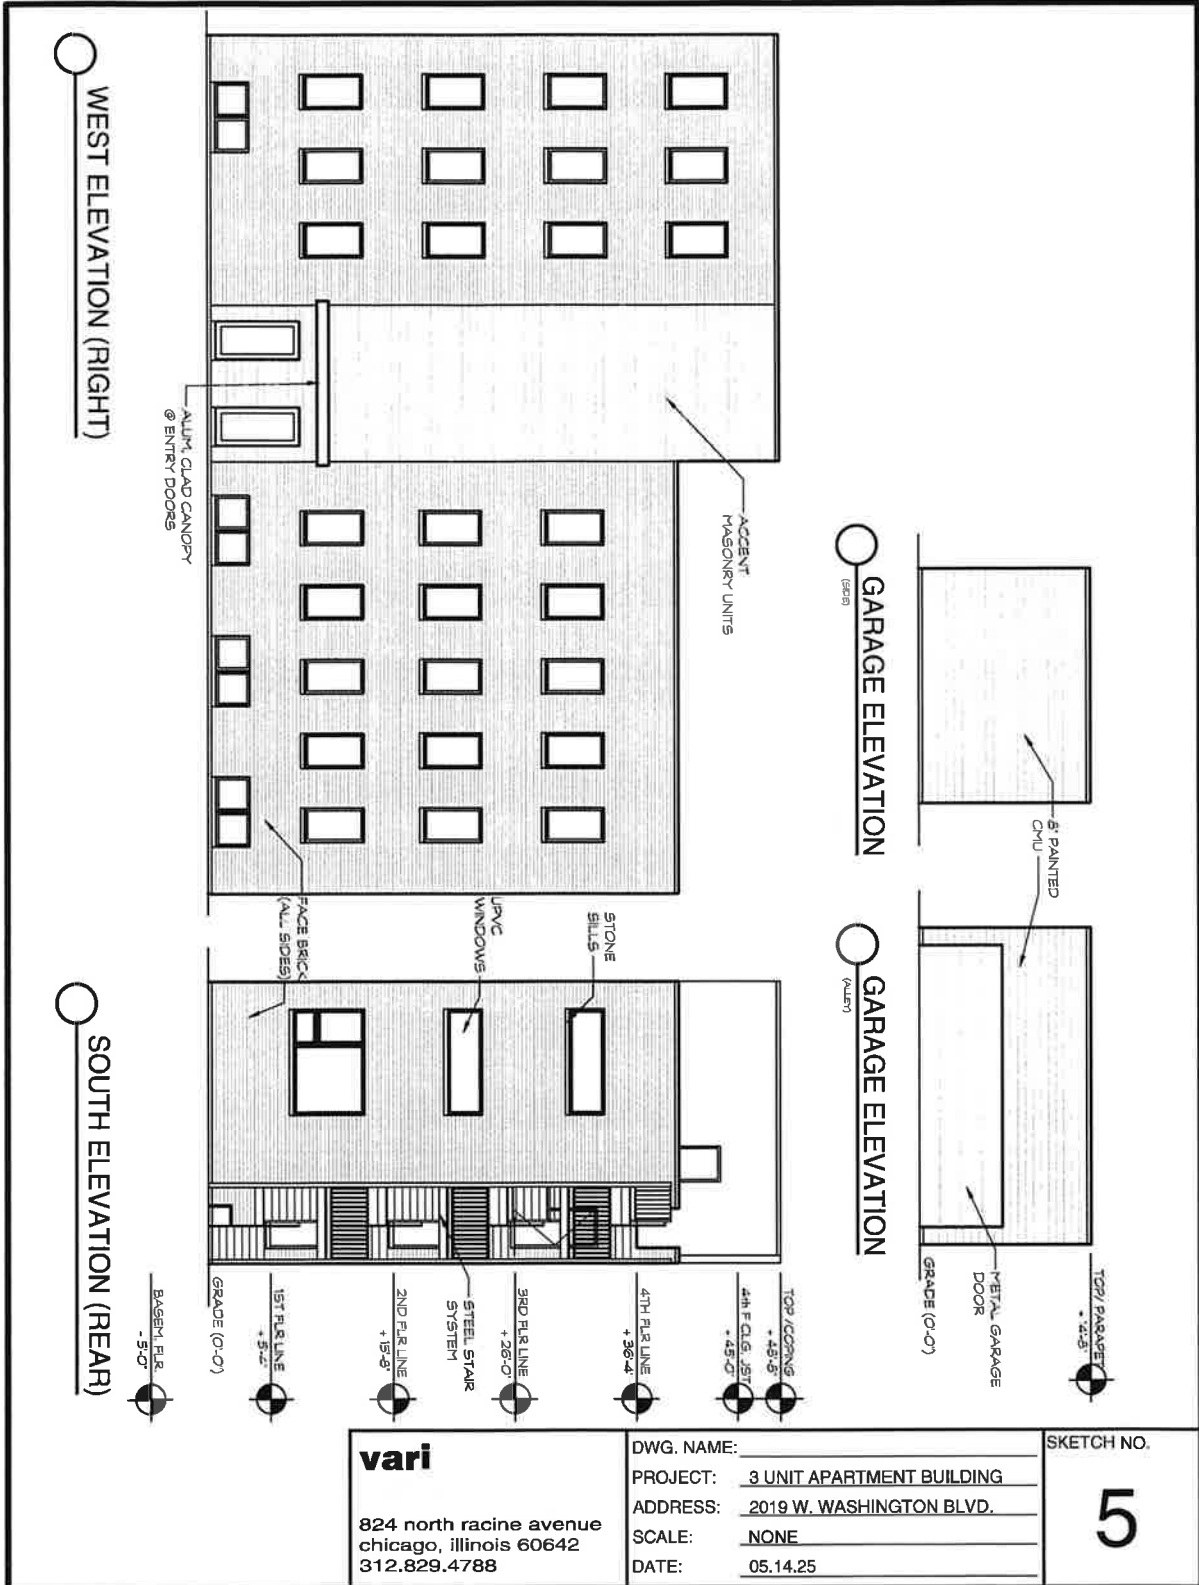 WEST ELEVATION (RIGHT)
ALUM. CLAD CANOPY
@ ENTRY DOORS
ACCENT
MASONRY UNITS
GARAGE ELEVATION
(SIDE)
8" PAINTED
CMU
GARAGE ELEVATION
(ALLEY)
METAL GARAGE
DOOR
GRADE (0'-0")
TOP/ PARAPET
SOUTH ELEVATION (REAR)
FACE BRICK
(ALL SIDES)
UPVC
WINDOWS
STONE
SILLS
STEEL STAIR
SYSTEM
TOP /COPING
+48'-8"
4th F CLG. JST
+45'-0"
4TH FLR LINE
+36'-4"
3RD FLR LINE
+26'-0"
2ND FLR LINE
+15'-8"
1ST FLR LINE
GRADE (0'-0")
BASEM. FLR.
-5'-0"
vari
824 north racine avenue
chicago, illinois 60642
312.829.4788
DWG. NAME:
PROJECT: 3 UNIT APARTMENT BUILDING
ADDRESS: 2019 W. WASHINGTON BLVD.
SCALE: NONE
DATE: 05.14.25
SKETCH NO.
5